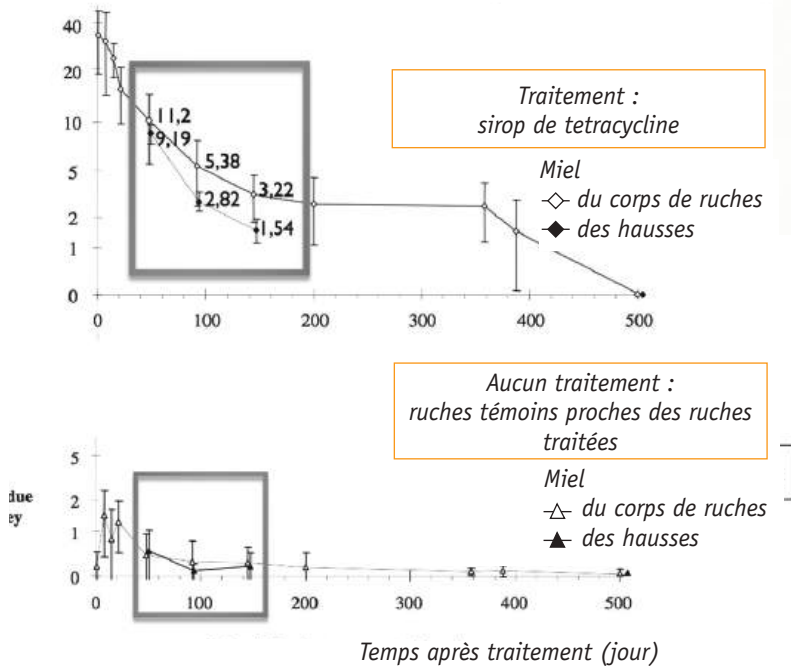 40
20
10
5
2
1
0
11,2
9,19
5,38
2,82
3,22
1,54
0 100 200 300 400 500
Traitement :
sirop de tetracycline
Miel
du corps de ruches
des hausses
Aucun traitement :
ruches témoins proches des ruches
traitées
Miel
du corps de ruches
des hausses
5
2
1
0
due
ey
0 100 200 300 400 500
Temps après traitement (jour)